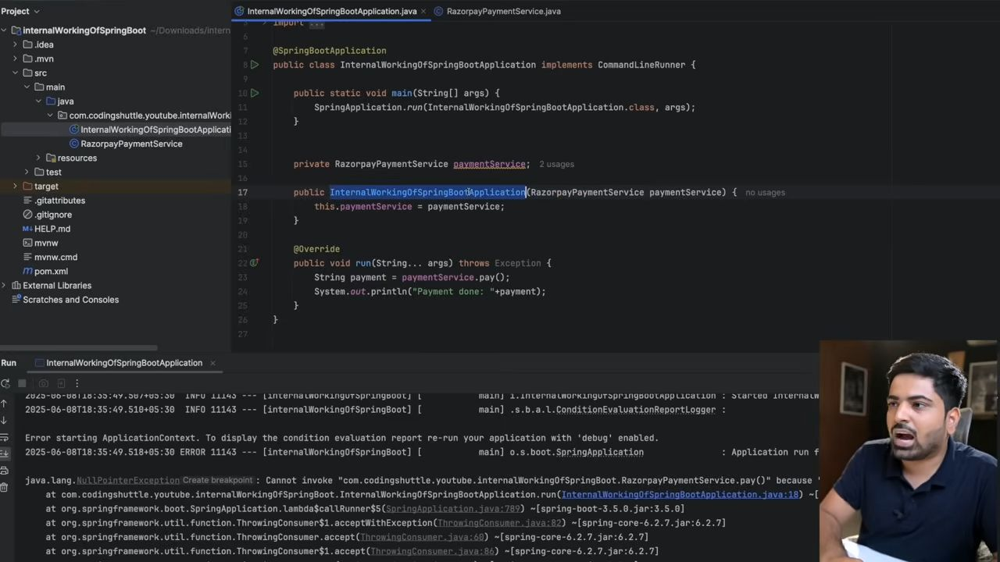 Project
InternalWorkingOfSpringBootApplication.java
RazorpayPaymentService.java
internalWorkingOfSpringBoot ~/Downloads/intern
.idea
.mvn
src
main
java
com.codingshuttle.youtube.internalWorki
InternalWorkingOfSpringBootApplicati
RazorpayPaymentService
resources
test
target
.gitattributes
.gitignore
HELP.md
mvnw
mvnw.cmd
pom.xml
External Libraries
Scratches and Consoles
import ...
6
7 @SpringBootApplication
8 public class InternalWorkingOfSpringBootApplication implements CommandLineRunner {
9
10 public static void main(String[] args) {
11 SpringApplication.run(InternalWorkingOfSpringBootApplication.class, args);
12 }
13
14
15 private RazorpayPaymentService paymentService; 2 usages
16
17 public InternalWorkingOfSpringBootApplication(RazorpayPaymentService paymentService) { no usages
18 this.paymentService = paymentService;
19 }
20
21 @Override
22 public void run(String... args) throws Exception {
23 String payment = paymentService.pay();
24 System.out.println("Payment done: "+payment);
25 }
26 }
27
Run InternalWorkingOfSpringBootApplication
2025-06-08T18:35:49.507+05:30 INFO 11143 --- [internalWorkingOfSpringBoot] [ main] i.InternalWorkingOfSpringBootApplication : Started InternalW
2025-06-08T18:35:49.510+05:30 INFO 11143 --- [internalWorkingOfSpringBoot] [ main] .s.b.a.l.ConditionEvaluationReportLogger :
Error starting ApplicationContext. To display the condition evaluation report re-run your application with 'debug' enabled.
2025-06-08T18:35:49.518+05:30 ERROR 11143 --- [internalWorkingOfSpringBoot] [ main] o.s.boot.SpringApplication : Application run f
java.lang.NullPointerException Create breakpoint : Cannot invoke "com.codingshuttle.youtube.internalWorkingOfSpringBoot.RazorpayPaymentService.pay()" because "
at com.codingshuttle.youtube.internalWorkingOfSpringBoot.InternalWorkingOfSpringBootApplication.run(InternalWorkingOfSpringBootApplication.java:18) ~[
at org.springframework.boot.SpringApplication.lambda$callRunner$5(SpringApplication.java:789) ~[spring-boot-3.5.0.jar:3.5.0]
at org.springframework.util.function.ThrowingConsumer$1.acceptWithException(ThrowingConsumer.java:82) ~[spring-core-6.2.7.jar:6.2.7]
at org.springframework.util.function.ThrowingConsumer$1.accept(ThrowingConsumer.java:60) ~[spring-core-6.2.7.jar:6.2.7]
at org.springframework.util.function.ThrowingConsumer$1.accept(ThrowingConsumer.java:86) ~[spring-core-6.2.7.jar:6.2.7]